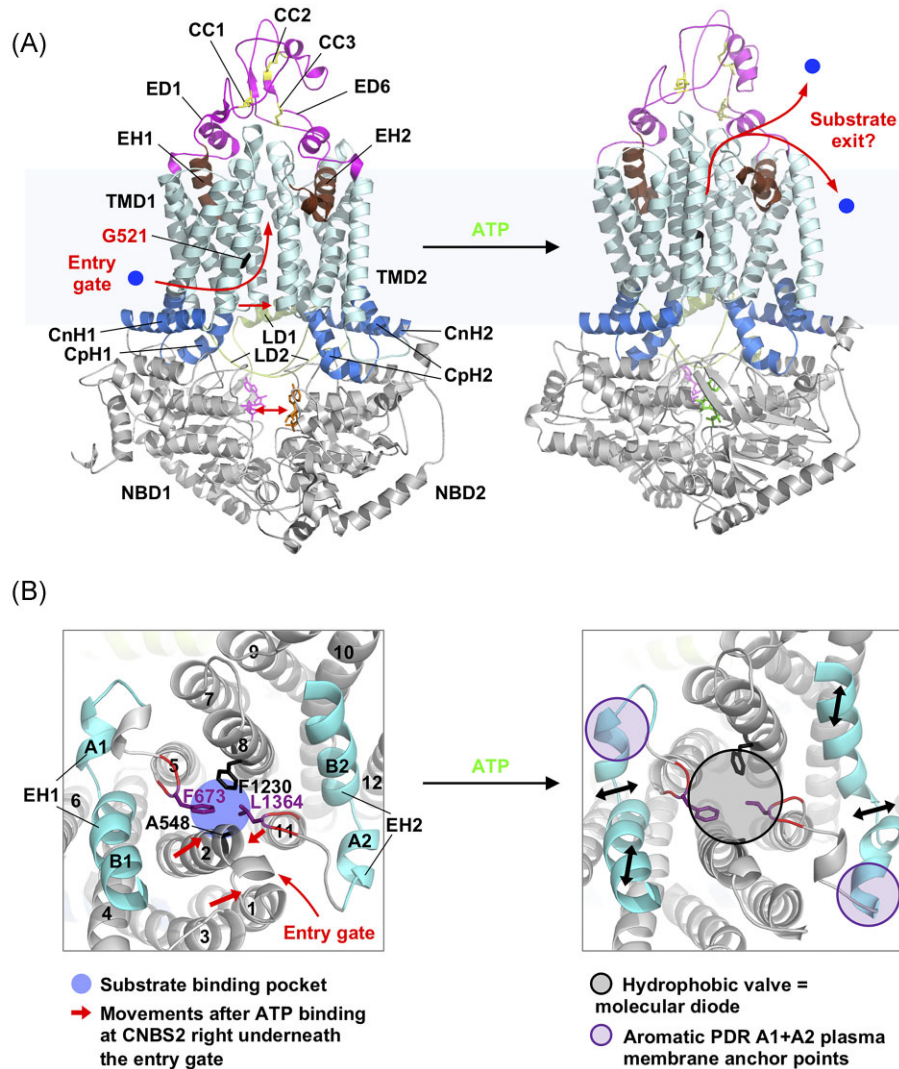 (A)
CC2
CC1
CC3
ED1
ED6
EH1
EH2
Substrate
exit?
TMD1
G521
ATP
Entry
gate
TMD2
CnH1
LD1
CnH2
CpH1
LD2
CpH2
NBD1
NBD2
(B)
9
10
7
A1
8
B2
5
F1230
12
EH1
F673
L1364
6
A548
11
EH2
2
A2
B1
1
4
3
Entry gate
ATP
Substrate binding pocket
Movements after ATP binding
at CNBS2 right underneath
the entry gate
Hydrophobic valve =
molecular diode
Aromatic PDR A1+A2 plasma
membrane anchor points